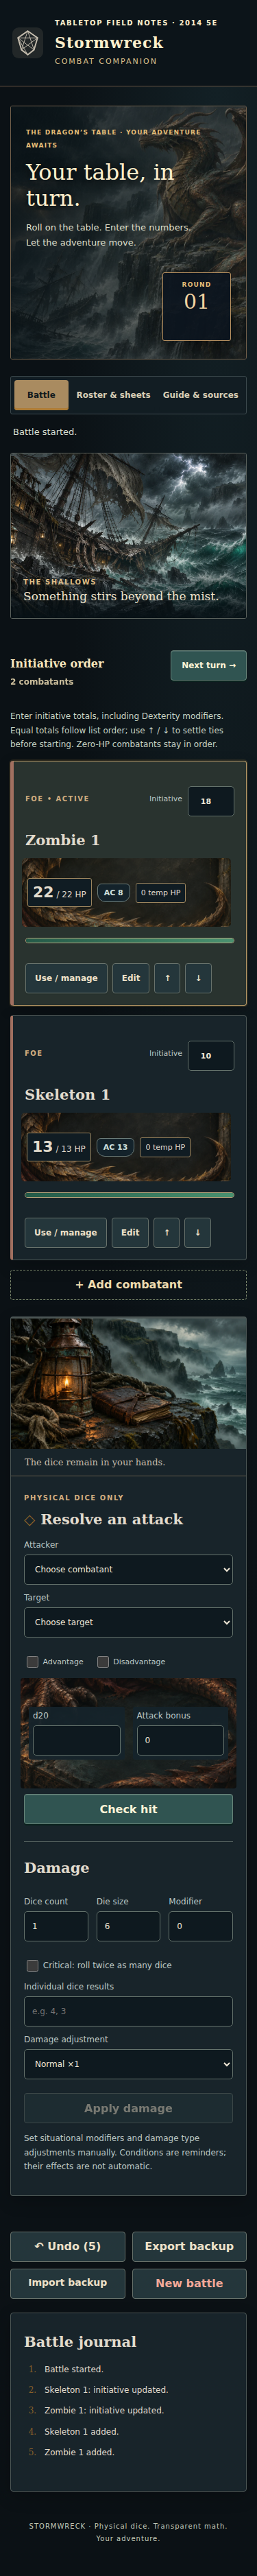 TABLETOP FIELD NOTES · 2014 5E
Stormwreck
COMBAT COMPANION
THE DRAGON'S TABLE · YOUR ADVENTURE
AWAITS
Your table, in
turn.
Roll on the table. Enter the numbers.
Let the adventure move.
ROUND
01
Battle
Roster & sheets
Guide & sources
Battle started.
THE SHALLOWS
Something stirs beyond the mist.
Initiative order
2 combatants
Next turn →
Enter initiative totals, including Dexterity modifiers.
Equal totals follow list order; use ↑ / ↓ to settle ties
before starting. Zero-HP combatants stay in order.
FOE • ACTIVE
Initiative
18
Zombie 1
22 / 22 HP
AC 8
0 temp HP
Use / manage
Edit
↑
↓
FOE
Initiative
10
Skeleton 1
13 / 13 HP
AC 13
0 temp HP
Use / manage
Edit
↑
↓
+ Add combatant
The dice remain in your hands.
PHYSICAL DICE ONLY
◇ Resolve an attack
Attacker
Choose combatant
Target
Choose target
Advantage
Disadvantage
d20
Attack bonus
0
Check hit
Damage
Dice count
Die size
Modifier
1
6
0
Critical: roll twice as many dice
Individual dice results
e.g. 4, 3
Damage adjustment
Normal ×1
Apply damage
Set situational modifiers and damage type
adjustments manually. Conditions are reminders;
their effects are not automatic.
↶ Undo (5)
Export backup
Import backup
New battle
Battle journal
1. Battle started.
2. Skeleton 1: initiative updated.
3. Zombie 1: initiative updated.
4. Skeleton 1 added.
5. Zombie 1 added.
STORMWRECK · Physical dice. Transparent math.
Your adventure.